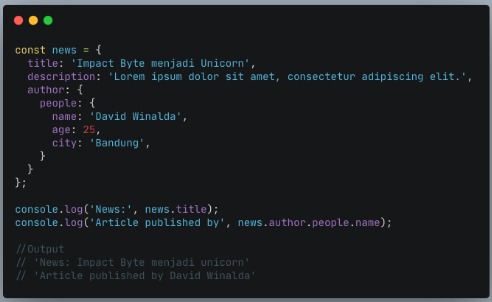 const news = {
  title: 'Impact Byte menjadi Unicorn',
  description: 'Lorem ipsum dolor sit amet, consectetur adipiscing elit.',
  author: {
    people: {
      name: 'David Winalda',
      age: 25,
      city: 'Bandung',
    }
  }
};

console.log('News:', news.title);
console.log('Article published by', news.author.people.name);

//Output
// 'News: Impact Byte menjadi unicorn'
// 'Article published by David Winalda'